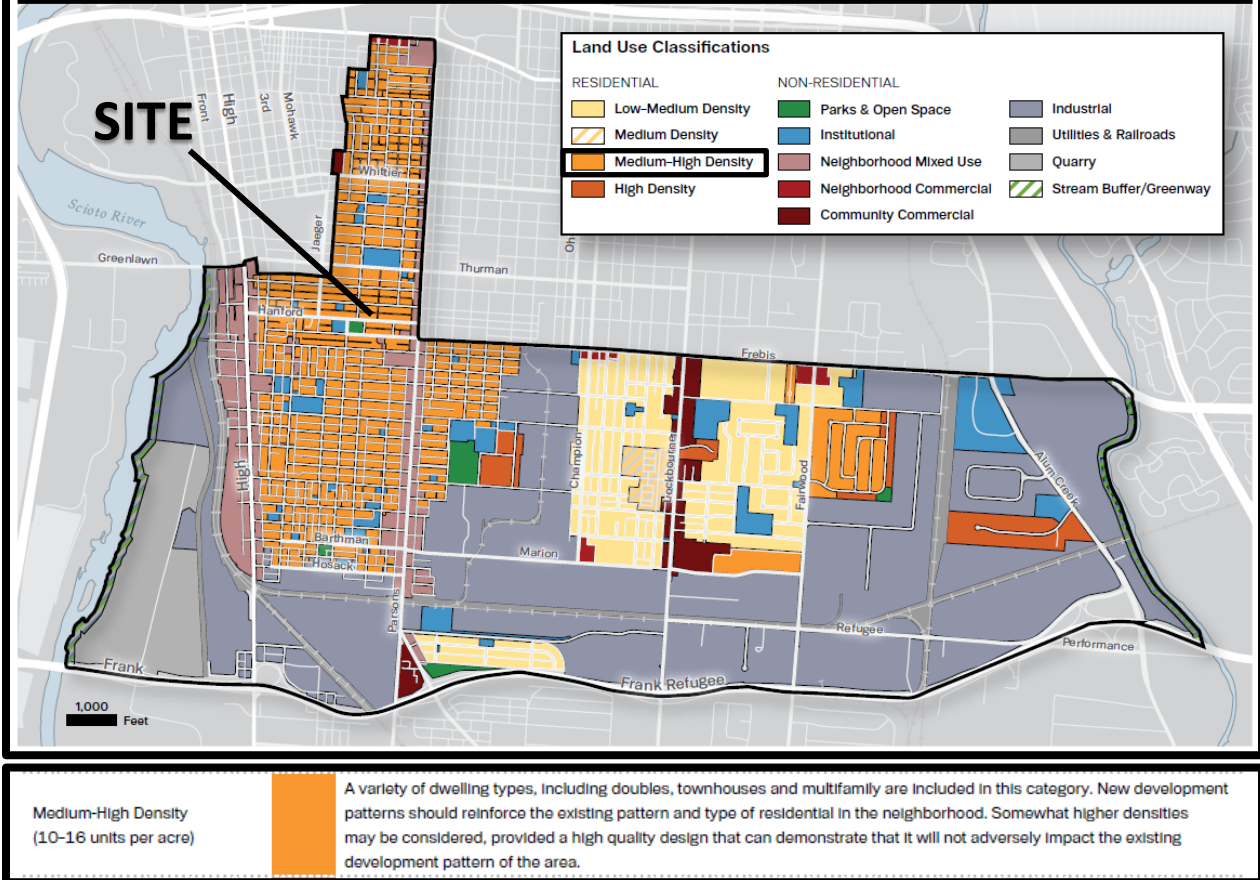 Land Use Classifications
RESIDENTIAL
Low-Medium Density
Medium Density
Medium-High Density
High Density
NON-RESIDENTIAL
Parks & Open Space
Institutional
Neighborhood Mixed Use
Neighborhood Commercial
Community Commercial
Industrial
Utilities & Railroads
Quarry
Stream Buffer/Greenway
SITE
Front
High
3rd
Mohawk
Whittier
Scioto River
Jaeger
Oh
Greenlawn
Thurman
Hanford
Frebis
High
Champion
Lockbourne
Fairwood
Alum Creek
Barthman
Hosack
Marion
Parsons
Refugee
Performance
Frank
Frank Refugee
1,000
Feet
Medium-High Density
(10-16 units per acre)
A variety of dwelling types, including doubles, townhouses and multifamily are included in this category. New development
patterns should reinforce the existing pattern and type of residential in the neighborhood. Somewhat higher densities
may be considered, provided a high quality design that can demonstrate that it will not adversely impact the existing
development pattern of the area.